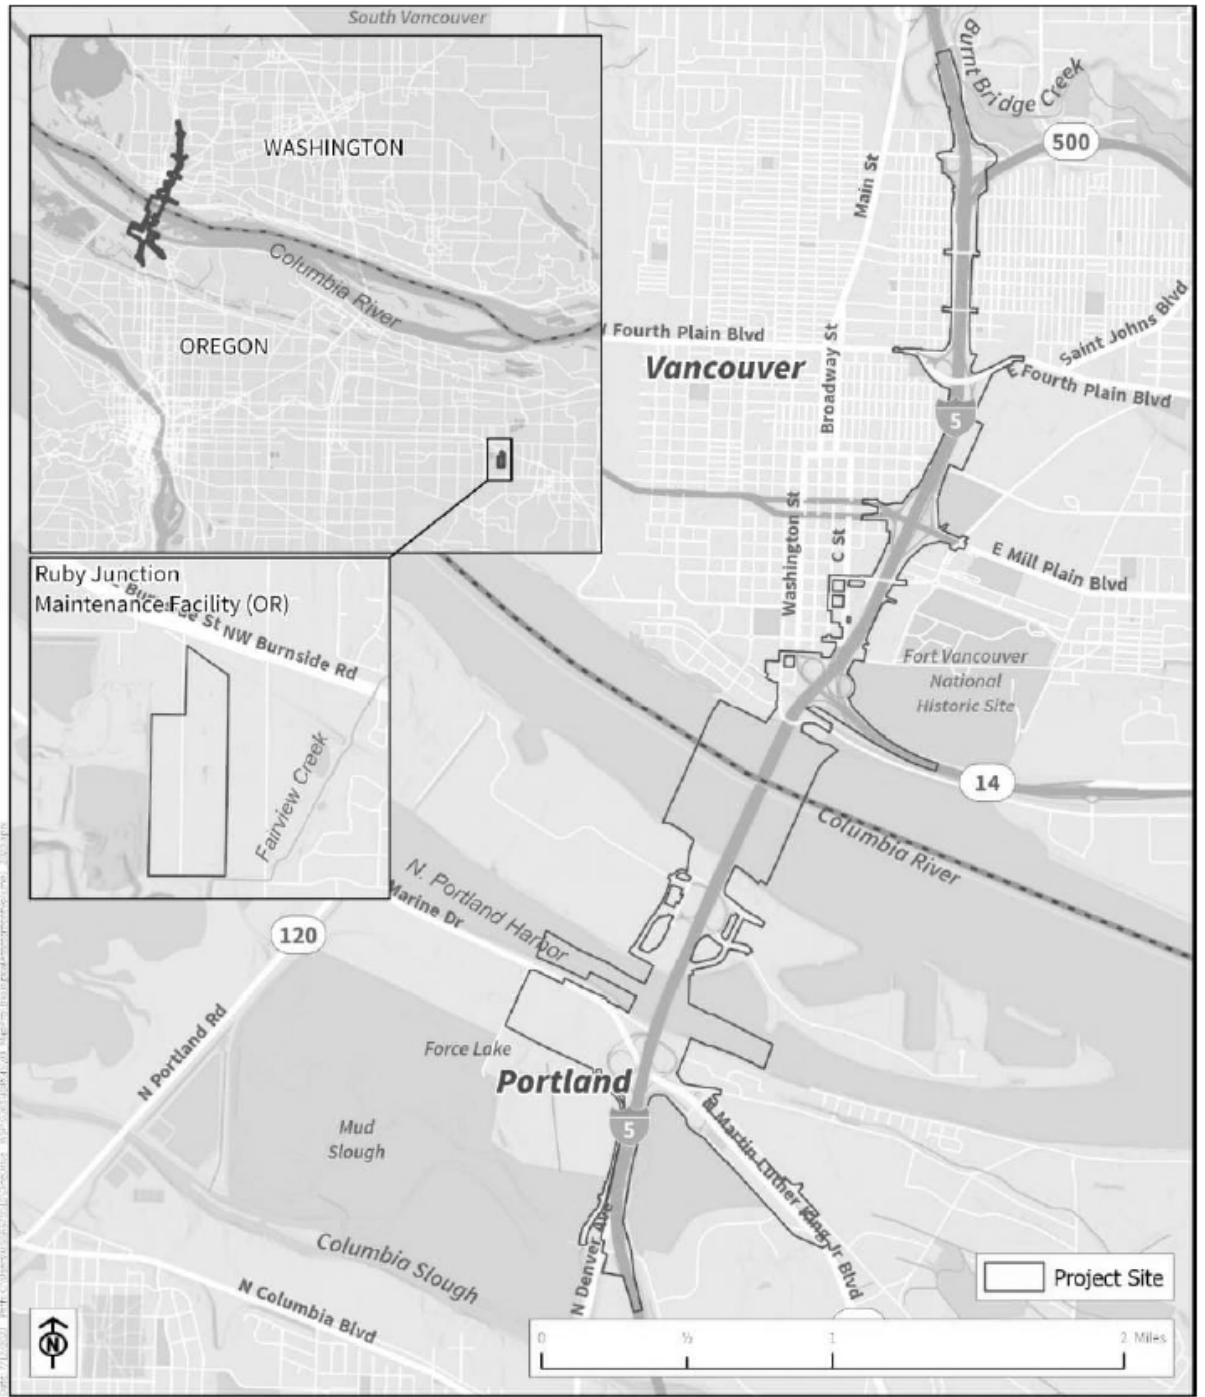 South Vancouver
Burnt Bridge Creek
500
WASHINGTON
Main St
Columbia River
Saint Johns Blvd
Fourth Plain Blvd
OREGON
Vancouver
Broadway St
E Fourth Plain Blvd
5
Washington St
C St
E Mill Plain Blvd
Ruby Junction
Maintenance Facility (OR)
NW Burnside Rd
Fort Vancouver
National
Historic Site
Fairview Creek
14
Columbia River
N. Portland Harbor
Marine Dr
120
N Portland Rd
Force Lake
Portland
5
Mud
Slough
N Martin Luther King Jr Blvd
Columbia Slough
N Denver Ave
N Columbia Blvd
Project Site
N
0 ½ 1 2 Miles